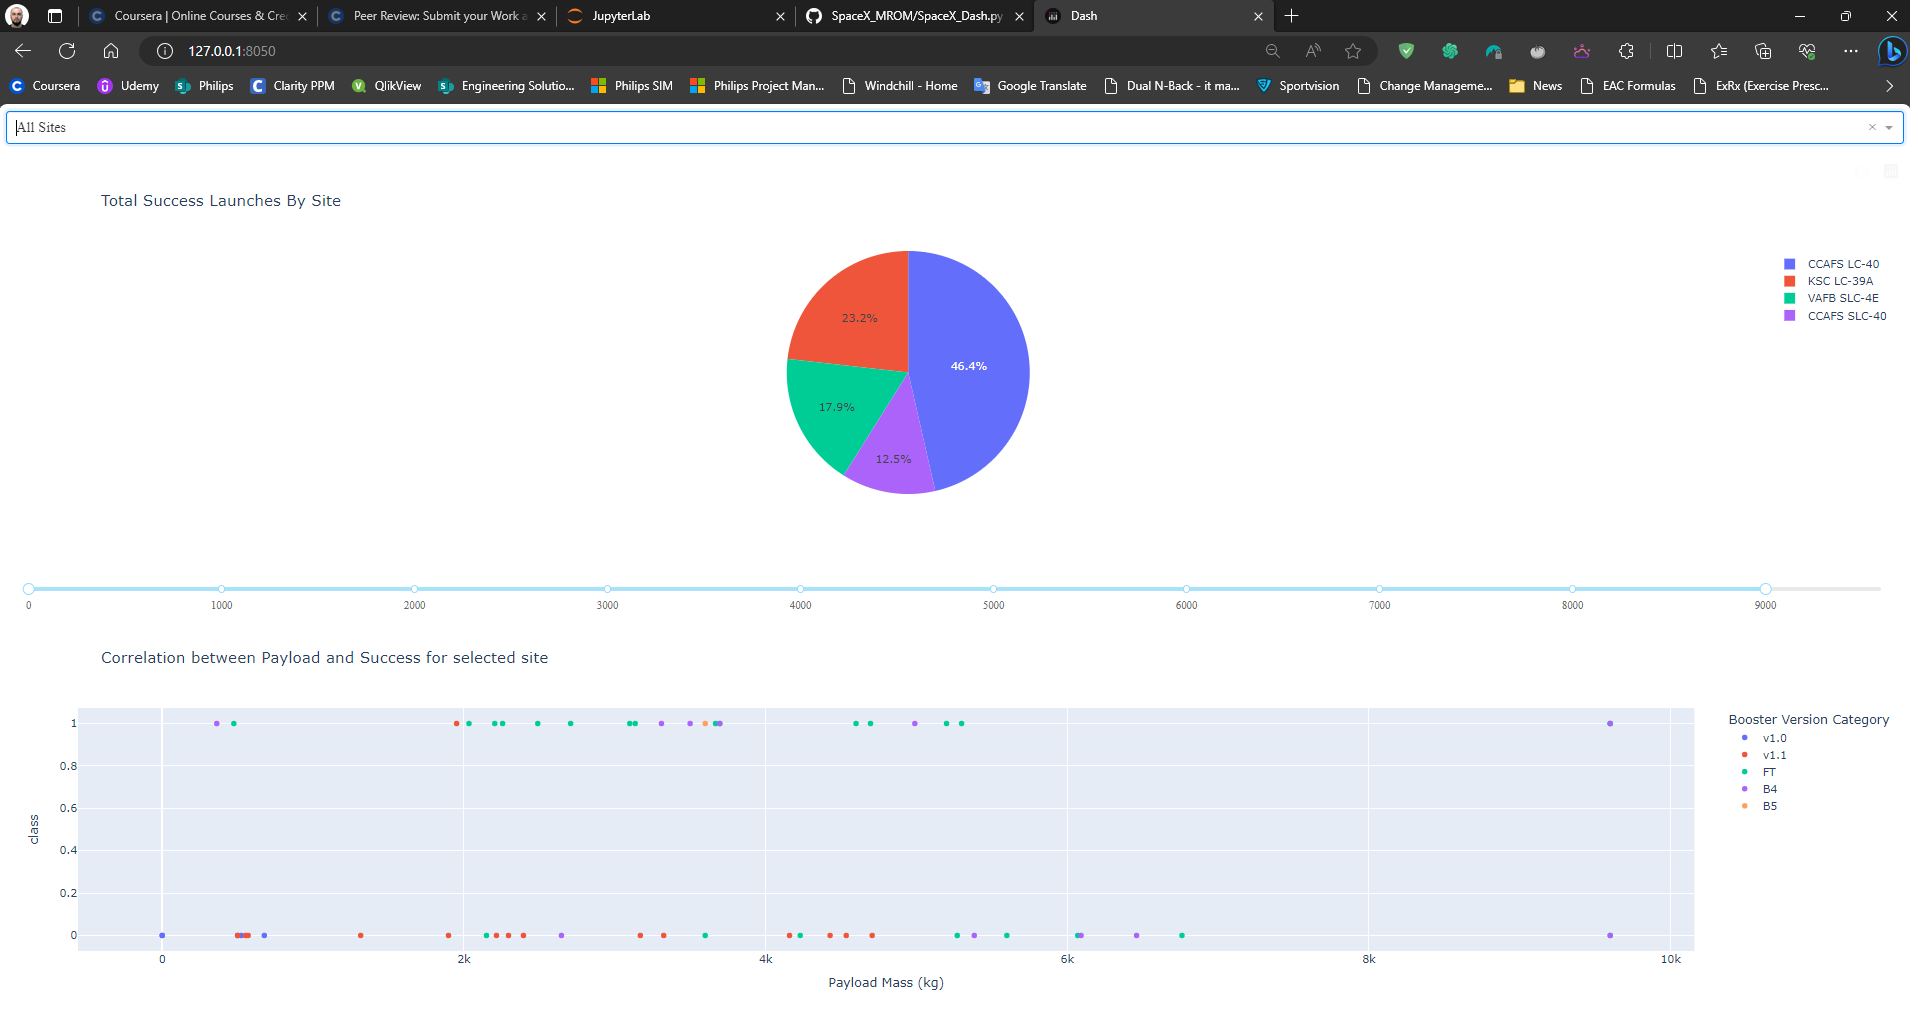 Coursera | Online Courses & Cre
Peer Review: Submit your Work a
JupyterLab
SpaceX_MROM/SpaceX_Dash.py
Dash
127.0.0.1:8050
Coursera
Udemy
Philips
Clarity PPM
QlikView
Engineering Solutio...
Philips SIM
Philips Project Man...
Windchill - Home
Google Translate
Dual N-Back - it ma...
Sportvision
Change Manageme...
News
EAC Formulas
ExRx (Exercise Presc...
All Sites
Total Success Launches By Site
CCAFS LC-40
KSC LC-39A
VAFB SLC-4E
CCAFS SLC-40
23.2%
46.4%
17.9%
12.5%
0 1000 2000 3000 4000 5000 6000 7000 8000 9000
Correlation between Payload and Success for selected site
Booster Version Category
v1.0
v1.1
FT
B4
B5
1
0.8
0.6
0.4
0.2
0
class
0 2k 4k 6k 8k 10k
Payload Mass (kg)